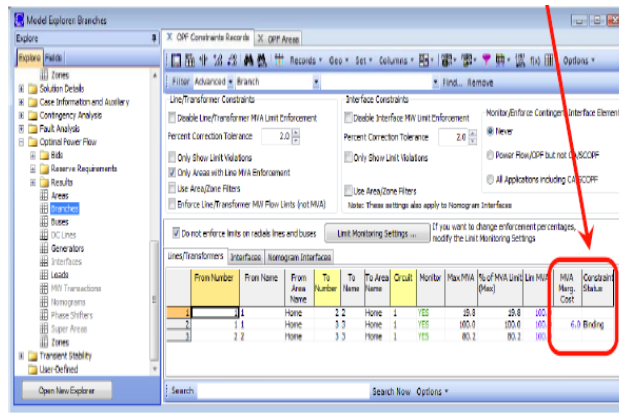 Model Explorer: Branches
Explore
Explore Fields
Zones
Solution Details
Case Information and Auxiliary
Contingency Analysis
Fault Analysis
Optimal Power Flow
Bids
Reserve Requirements
Results
Areas
Branches
Buses
DC Lines
Generators
Interfaces
Loads
MW Transactions
Nomograms
Phase Shifters
Super Areas
Zones
Transient Stability
User-Defined
Open New Explorer
X OPF Constraints Records X OPF Areas
Records Geo Set Columns Options
Filter Advanced Branch Find... Remove
Line/Transformer Constraints
Disable Line/Transformer MVA Limit Enforcement
Percent Correction Tolerance 2.0
Only Show Limit Violations
Only Areas with Line MVA Enforcement
Use Area/Zone Filters
Enforce Line/Transformer MW Flow Limits (not MVA)
Interface Constraints
Disable Interface MW Limit Enforcement
Percent Correction Tolerance 2.0
Only Show Limit Violations
Use Area/Zone Filters
Note: These settings also apply to Nomogram Interfaces
Monitor/Enforce Contingent Interface Element
Never
Power Flow/OPF but not CA/SCOPF
All Applications including CA/SCOPF
Do not enforce limits on radials lines and buses
Limit Monitoring Settings ...
If you want to change enforcement percentages,
modify the Limit Monitoring Settings
Lines/Transformers Interfaces Nomogram Interfaces
From Number From Name From Area Name To Number To Name To Area Name Circuit Monitor Max MVA % of MVA Limit (Max) Lim MVA MVA Marg. Cost Constraint Status
1 1 1 Home 2 2 Home 1 YES 19.8 19.8 100.
2 1 1 Home 3 3 Home 1 YES 100.0 100.0 100. 6.0 Binding
3 2 2 Home 3 3 Home 1 YES 80.2 80.2 100.
Search Search Now Options